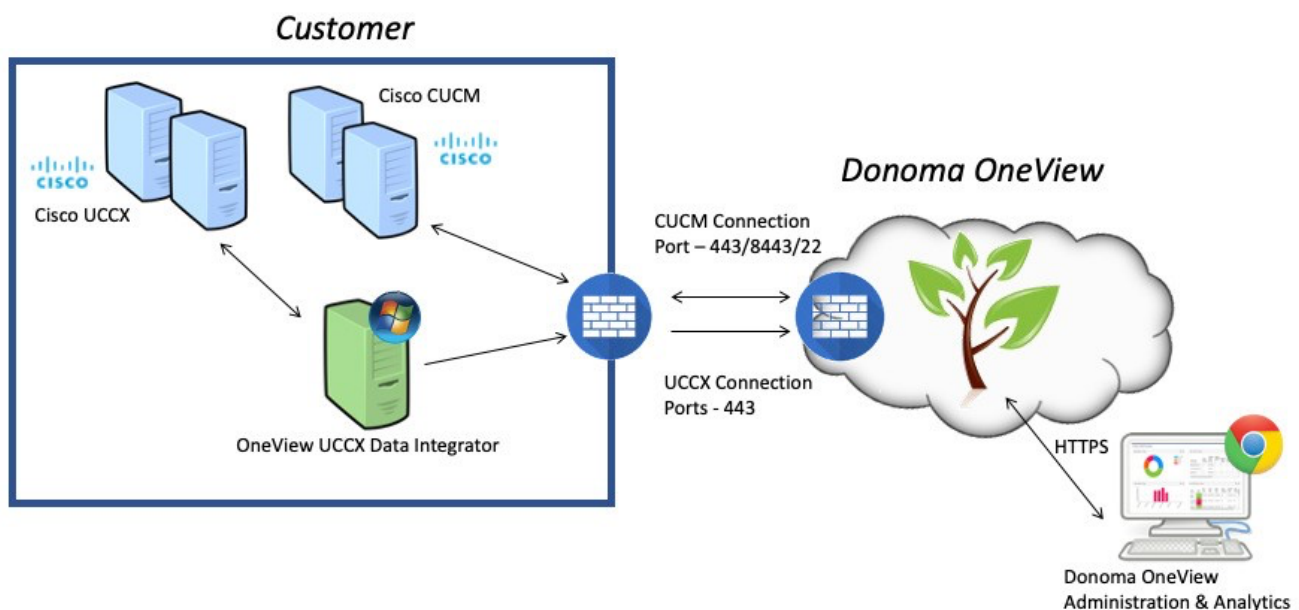 Customer
Cisco CUCM
CISCO
CISCO
Cisco UCCX
OneView UCCX Data Integrator
Donoma OneView
CUCM Connection
Port – 443/8443/22
UCCX Connection
Ports - 443
HTTPS
Donoma OneView
Administration & Analytics